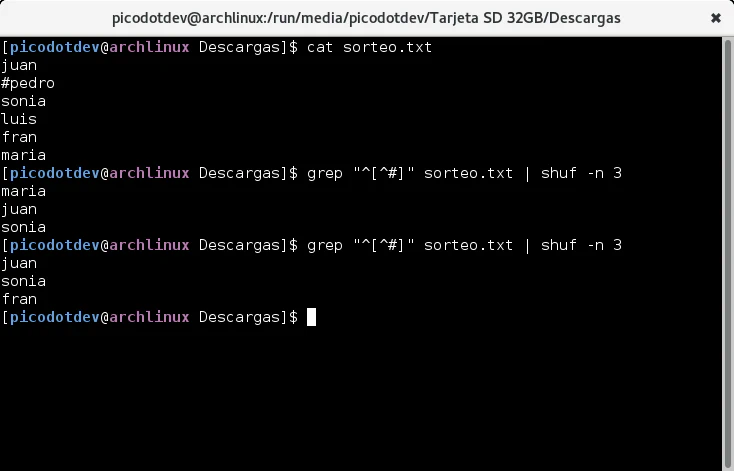 picodotdev@archlinux:/run/media/picodotdev/Tarjeta SD 32GB/Descargas
[picodotdev@archlinux Descargas]$ cat sorteo.txt
juan
#pedro
sonia
luis
fran
maria
[picodotdev@archlinux Descargas]$ grep "^[^#]" sorteo.txt | shuf -n 3
maria
juan
sonia
[picodotdev@archlinux Descargas]$ grep "^[^#]" sorteo.txt | shuf -n 3
juan
sonia
fran
[picodotdev@archlinux Descargas]$